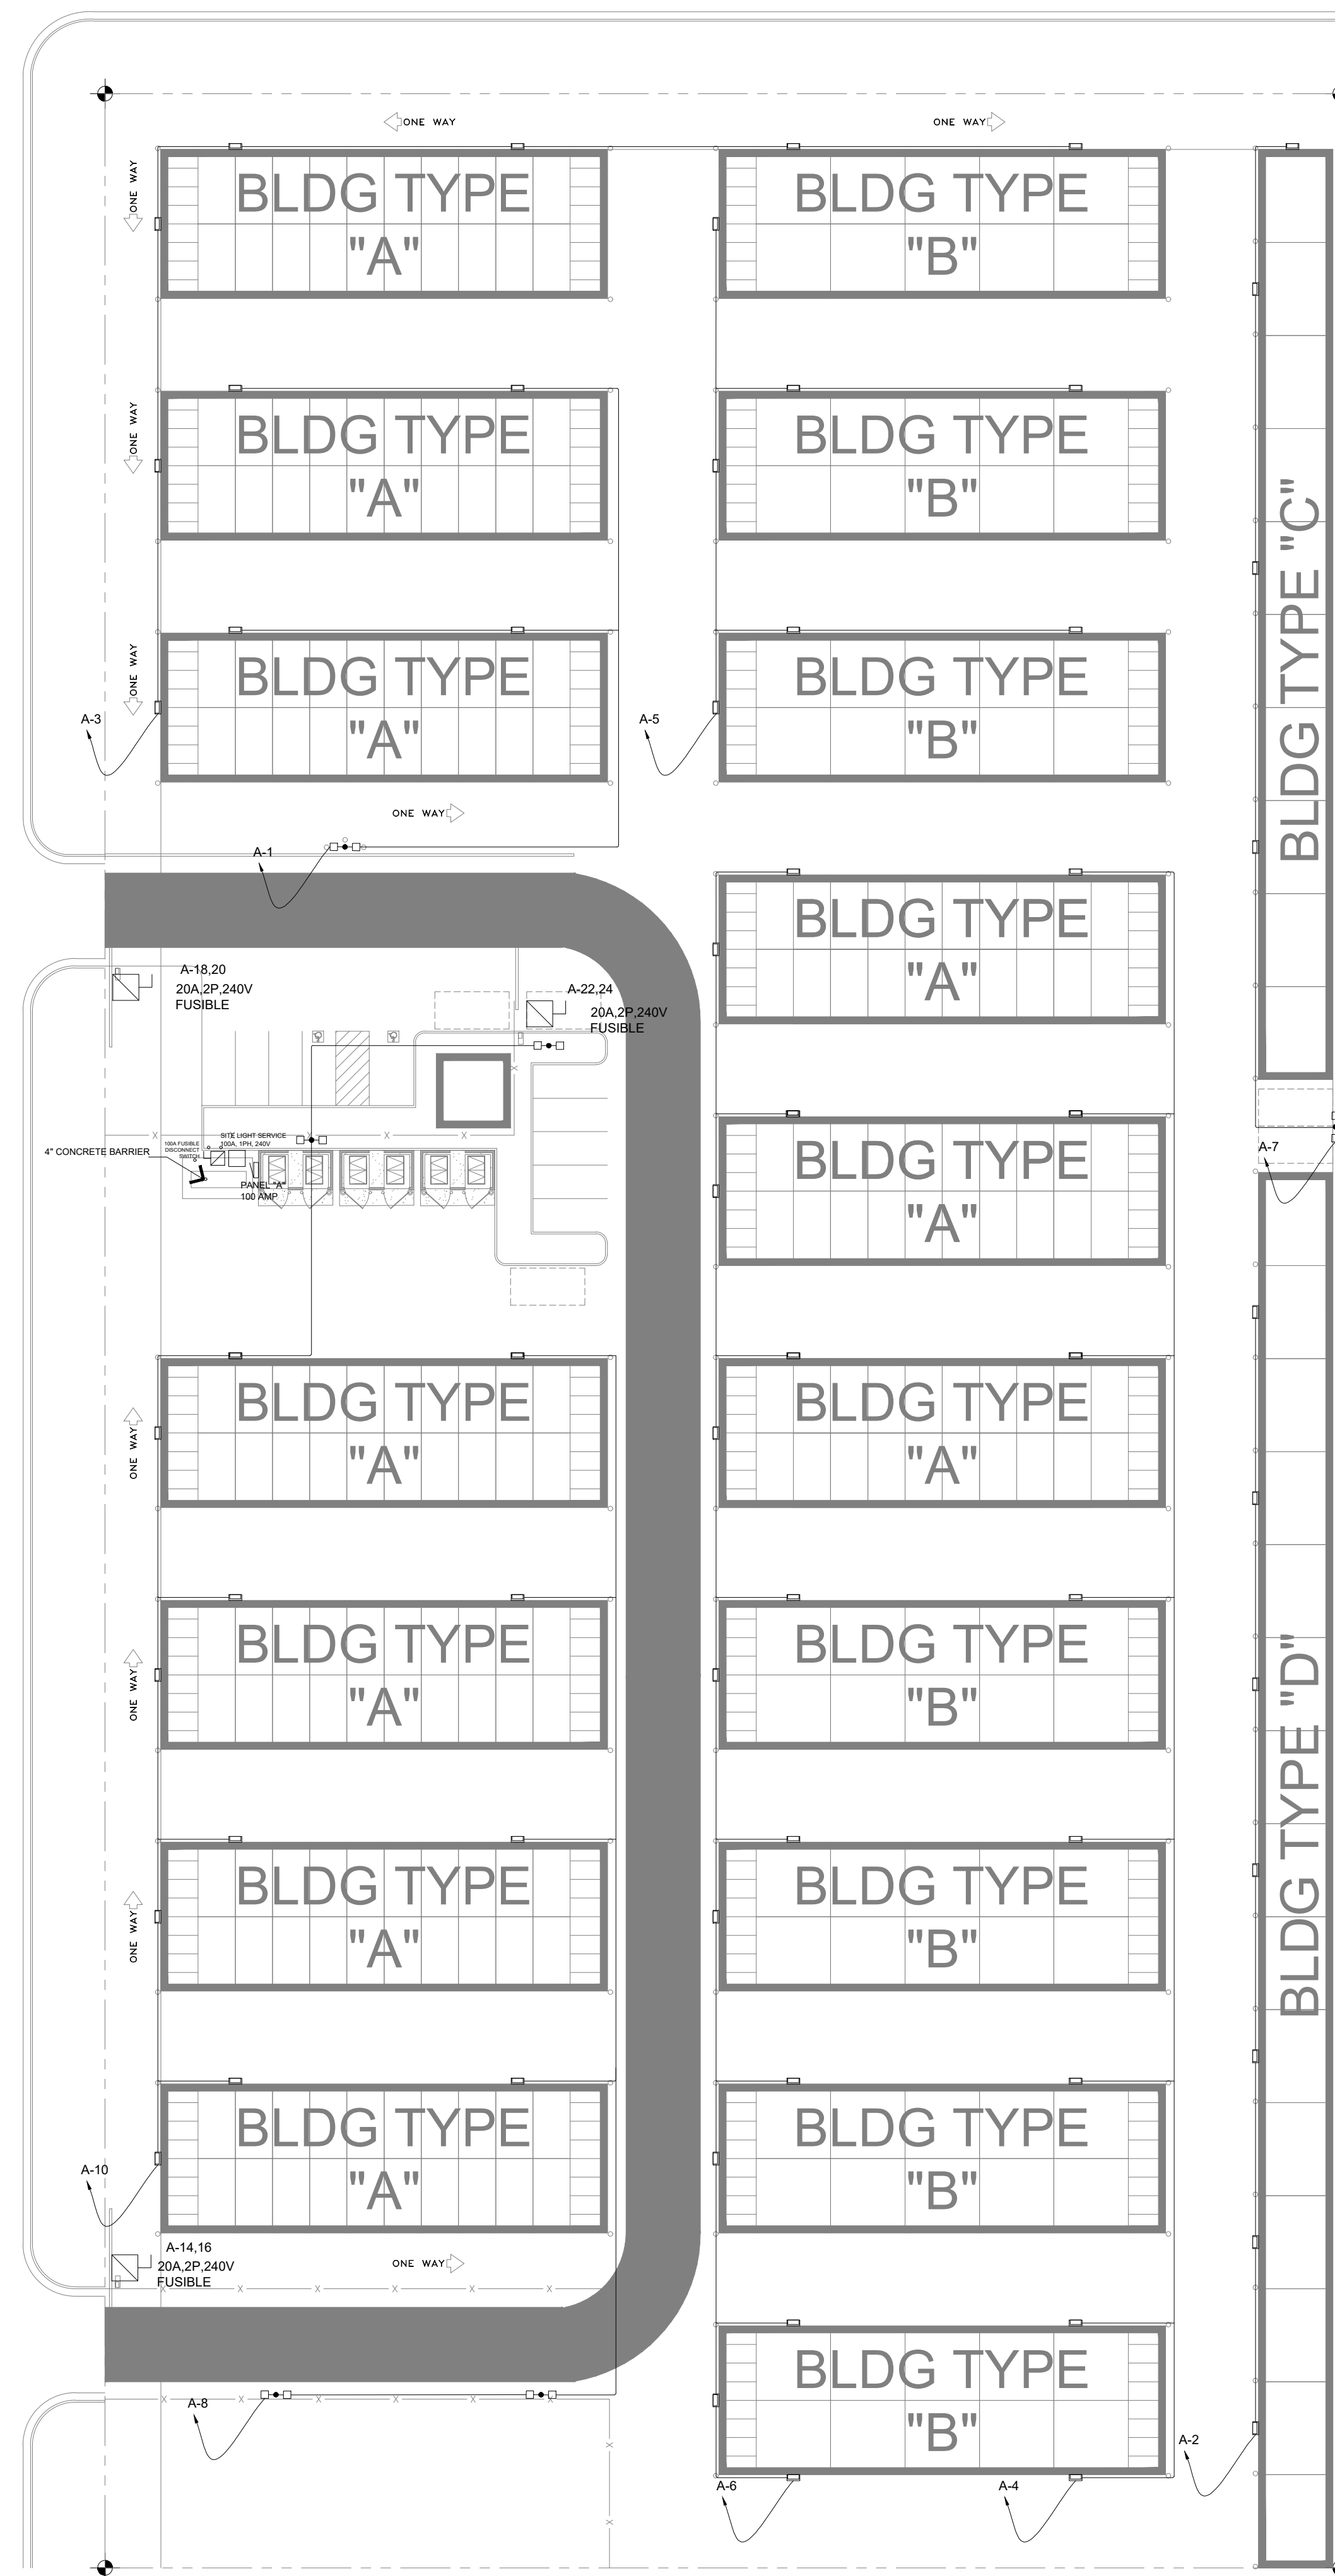 ONE WAY
ONE WAY
ONE WAY
BLDG TYPE
"A"
BLDG TYPE
"B"
ONE WAY
BLDG TYPE
"A"
BLDG TYPE
"B"
BLDG TYPE "C"
ONE WAY
BLDG TYPE
"A"
BLDG TYPE
"B"
A-3
A-5
ONE WAY
A-1
BLDG TYPE
"A"
A-18,20
20A,2P,240V
FUSIBLE
A-22,24
20A,2P,240V
FUSIBLE
X
X
X
X
X
SITE LIGHT SERVICE
100A, 1PH, 240V
100A FUSIBLE
DISCONNECT
SWITCH
4" CONCRETE BARRIER
PANEL "A"
100 AMP
BLDG TYPE
"A"
A-7
ONE WAY
BLDG TYPE
"A"
BLDG TYPE
"A"
ONE WAY
BLDG TYPE
"A"
BLDG TYPE
"B"
BLDG TYPE "D"
ONE WAY
BLDG TYPE
"A"
BLDG TYPE
"B"
BLDG TYPE
"A"
BLDG TYPE
"B"
A-10
A-14,16
20A,2P,240V
FUSIBLE
ONE WAY
X
X
X
X
X
X
BLDG TYPE
"B"
X
X
X
X
X
X
A-8
X
A-2
A-6
A-4
X